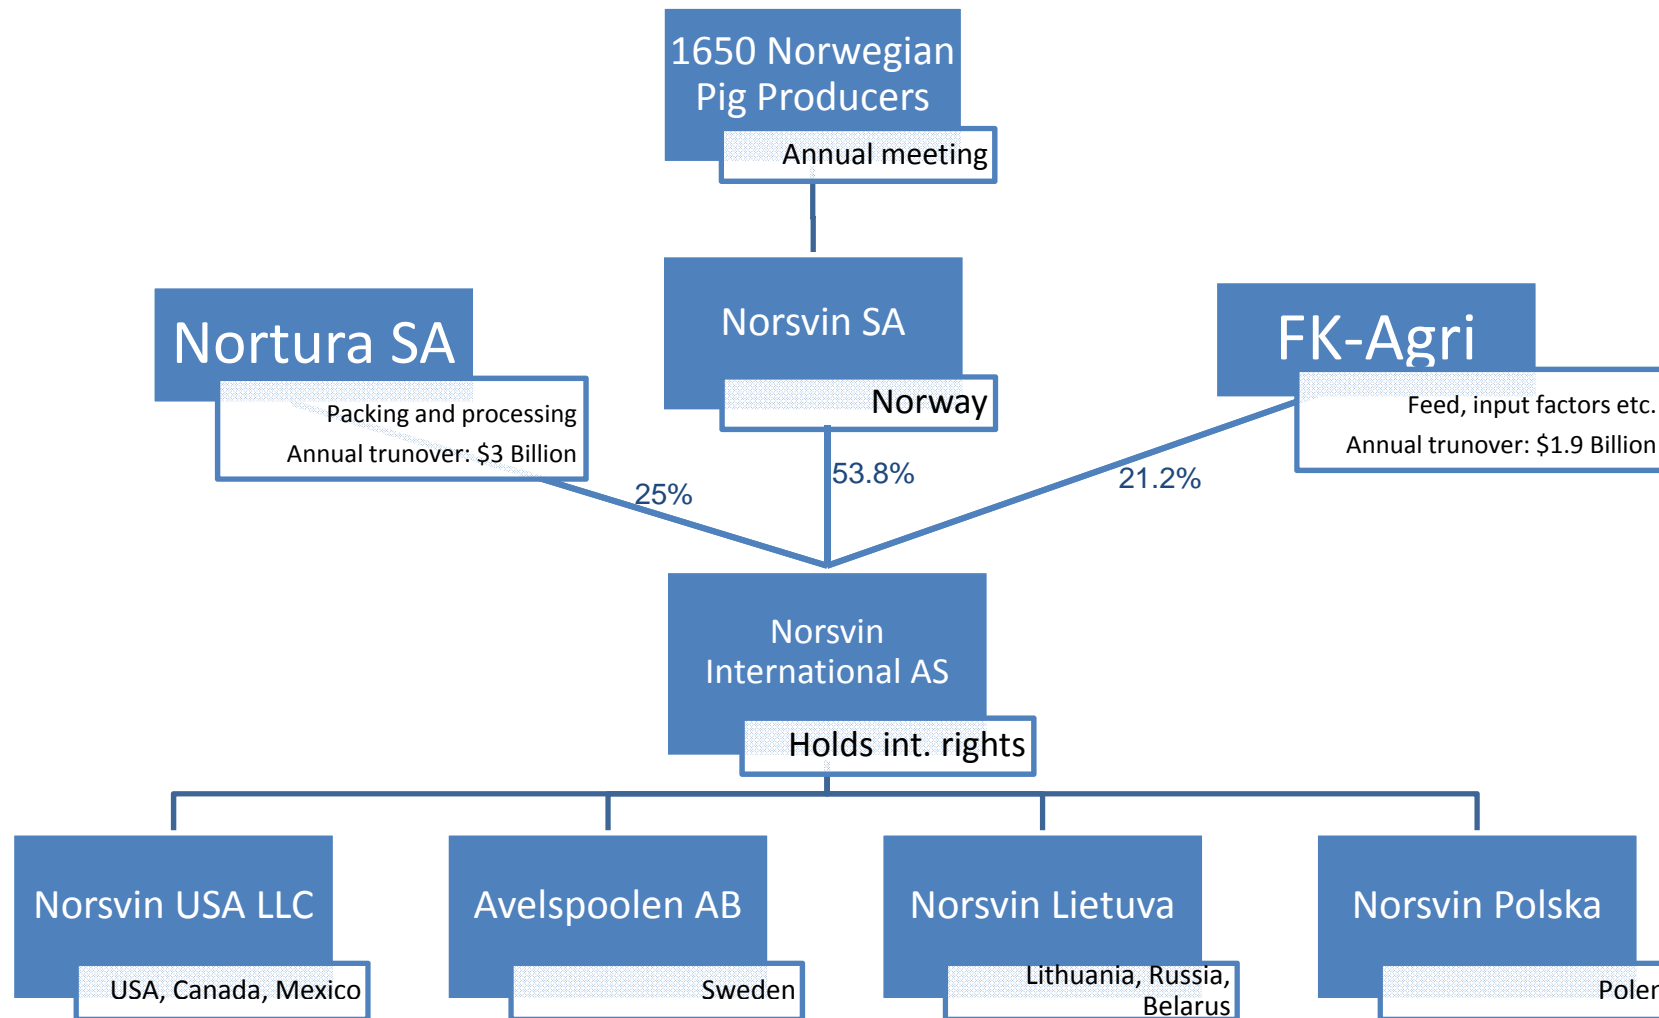 1650 Norwegian
Pig Producers
Annual meeting
Nortura SA
Packing and processing
Annual trunover: $3 Billion
Norsvin SA
Norway
FK-Agri
Feed, input factors etc.
Annual trunover: $1.9 Billion
25%
53.8%
21.2%
Norsvin
International AS
Holds int. rights
Norsvin USA LLC
USA, Canada, Mexico
Avelspoolen AB
Sweden
Norsvin Lietuva
Lithuania, Russia,
Belarus
Norsvin Polska
Polen